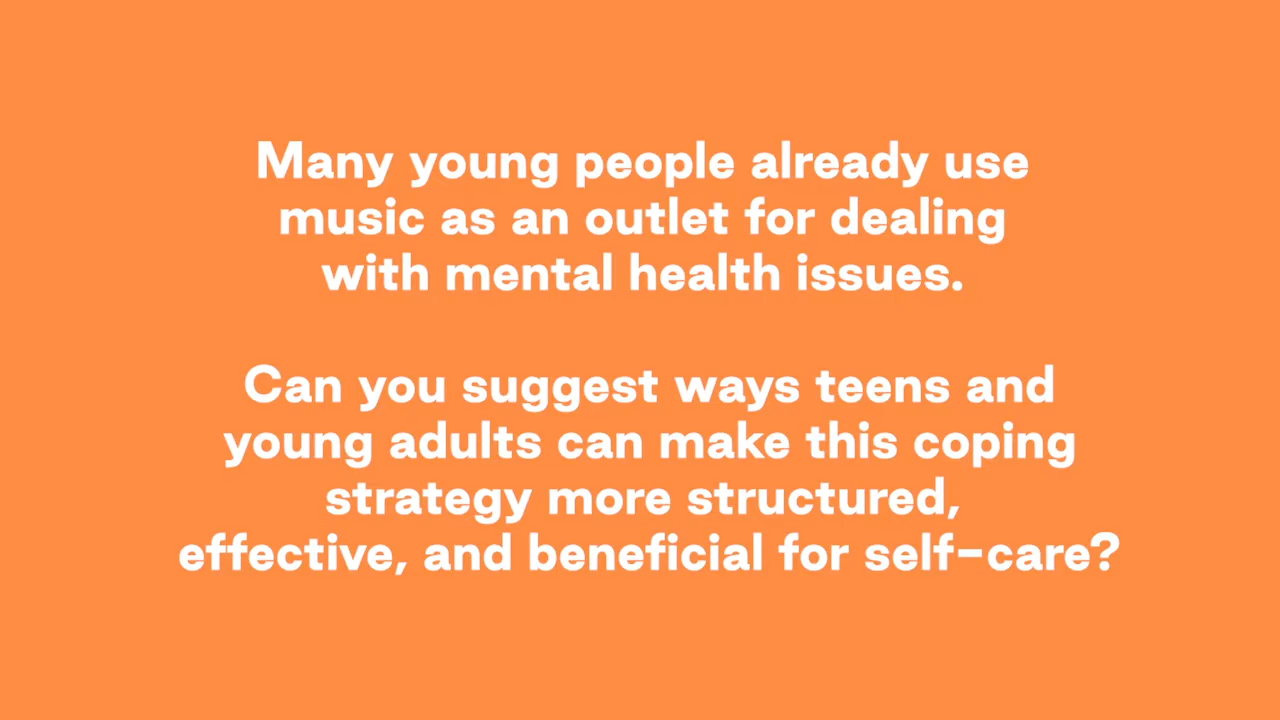 Many young people already use
music as an outlet for dealing
with mental health issues.
Can you suggest ways teens and
young adults can make this coping
strategy more structured,
effective, and beneficial for self-care?